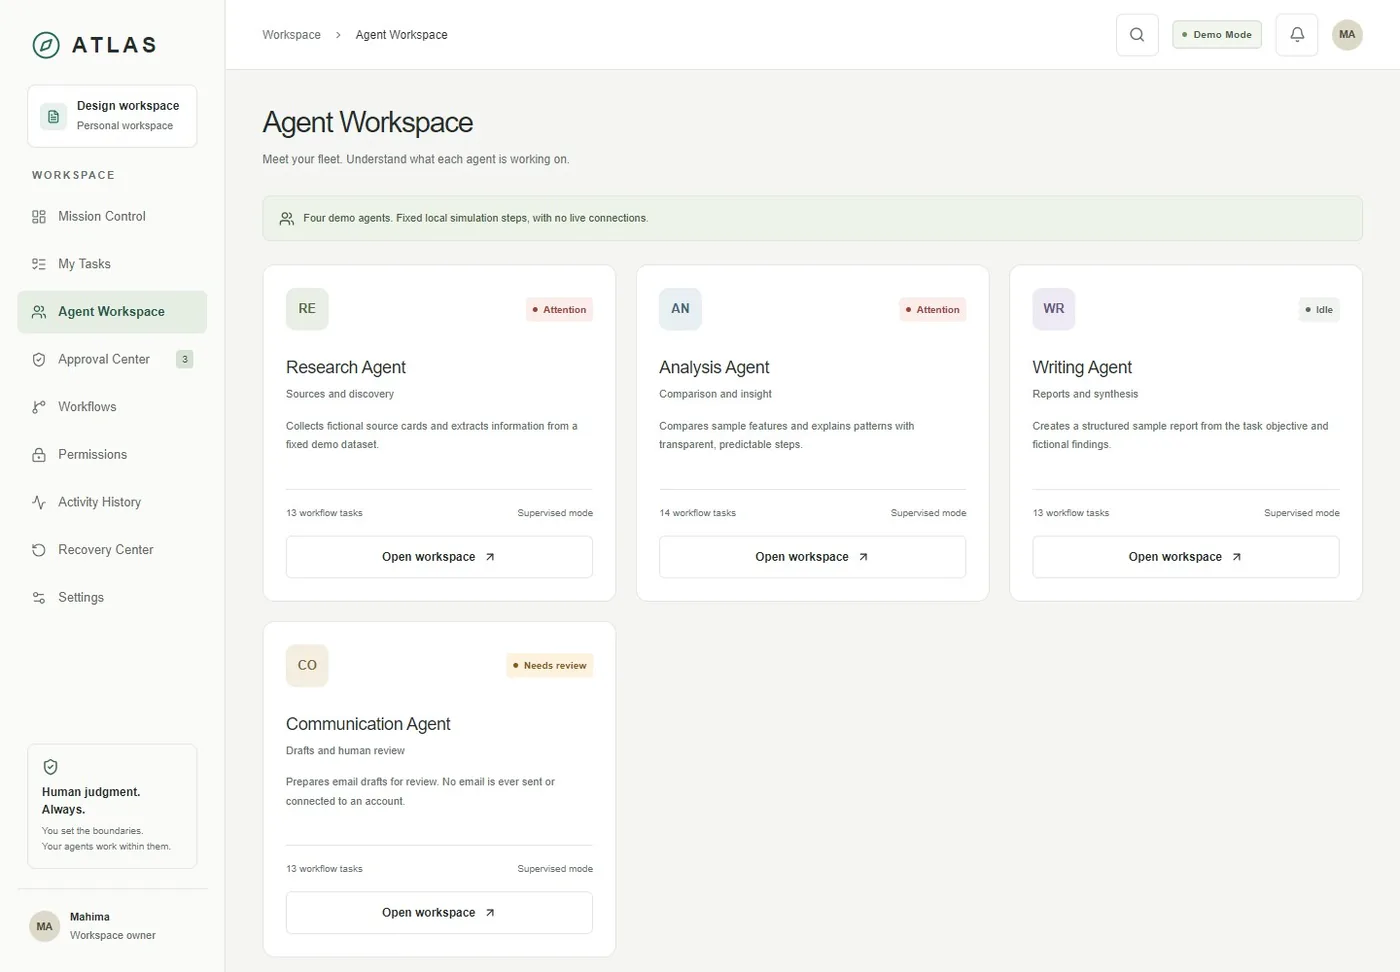 ATLAS
Design workspace
Personal workspace
WORKSPACE
Mission Control
My Tasks
Agent Workspace
Approval Center 3
Workflows
Permissions
Activity History
Recovery Center
Settings
Human judgment.
Always.
You set the boundaries.
Your agents work within them.
MA
Mahima
Workspace owner
Workspace > Agent Workspace
Demo Mode
MA
Agent Workspace
Meet your fleet. Understand what each agent is working on.
Four demo agents. Fixed local simulation steps, with no live connections.
RE
Attention
Research Agent
Sources and discovery
Collects fictional source cards and extracts information from a
fixed demo dataset.
13 workflow tasks
Supervised mode
Open workspace
AN
Attention
Analysis Agent
Comparison and insight
Compares sample features and explains patterns with
transparent, predictable steps.
14 workflow tasks
Supervised mode
Open workspace
WR
Idle
Writing Agent
Reports and synthesis
Creates a structured sample report from the task objective and
fictional findings.
13 workflow tasks
Supervised mode
Open workspace
CO
Needs review
Communication Agent
Drafts and human review
Prepares email drafts for review. No email is ever sent or
connected to an account.
13 workflow tasks
Supervised mode
Open workspace